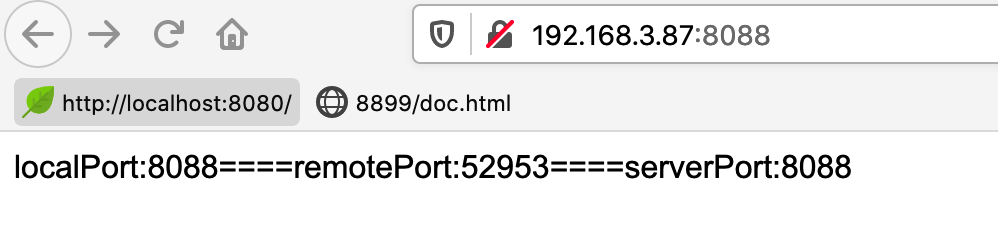 192.168.3.87:8088
http://localhost:8080/ 8899/doc.html
localPort:8088====remotePort:52953====serverPort:8088